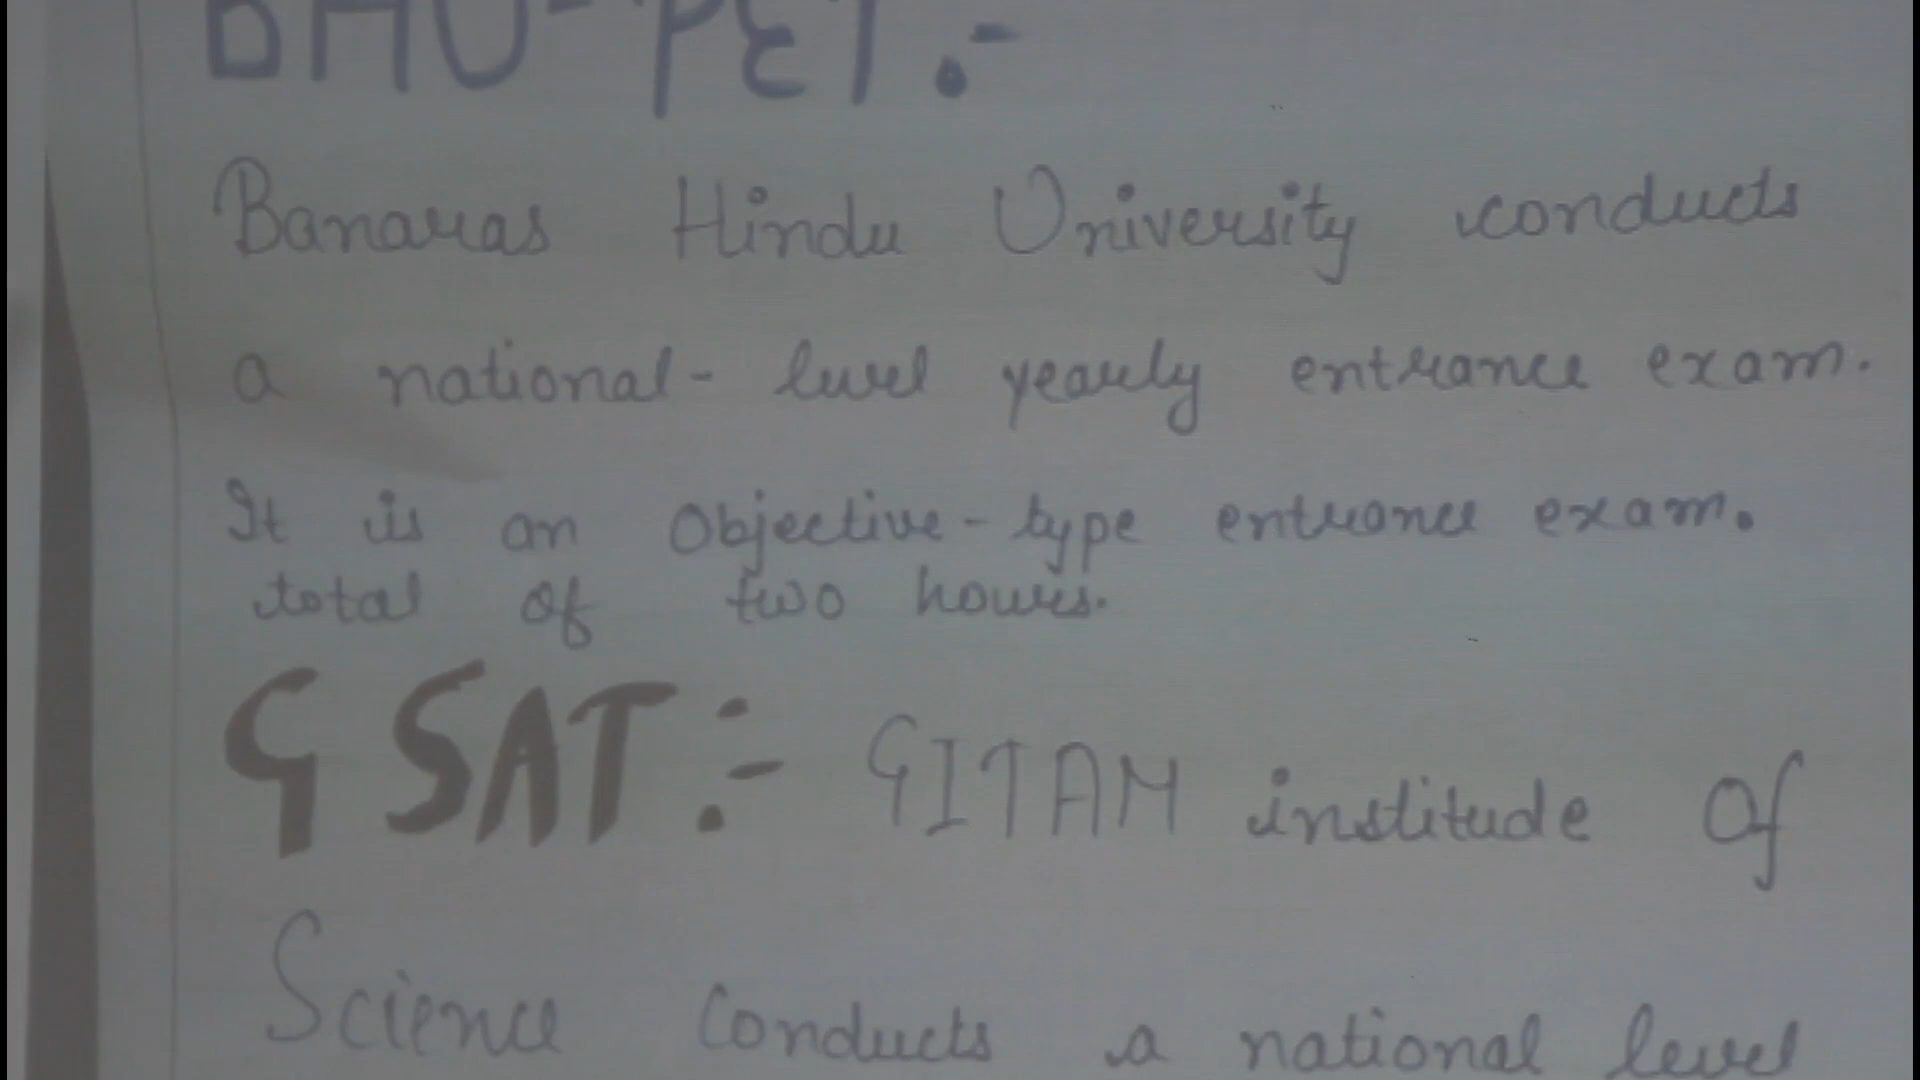 BHU-PET:-
Banaras Hindu University conducts
a national-level yearly entrance exam.
It is an Objective-type entrance exam.
total of two hours.
GSAT:- GITAM institude Of
Science Conducts a national level